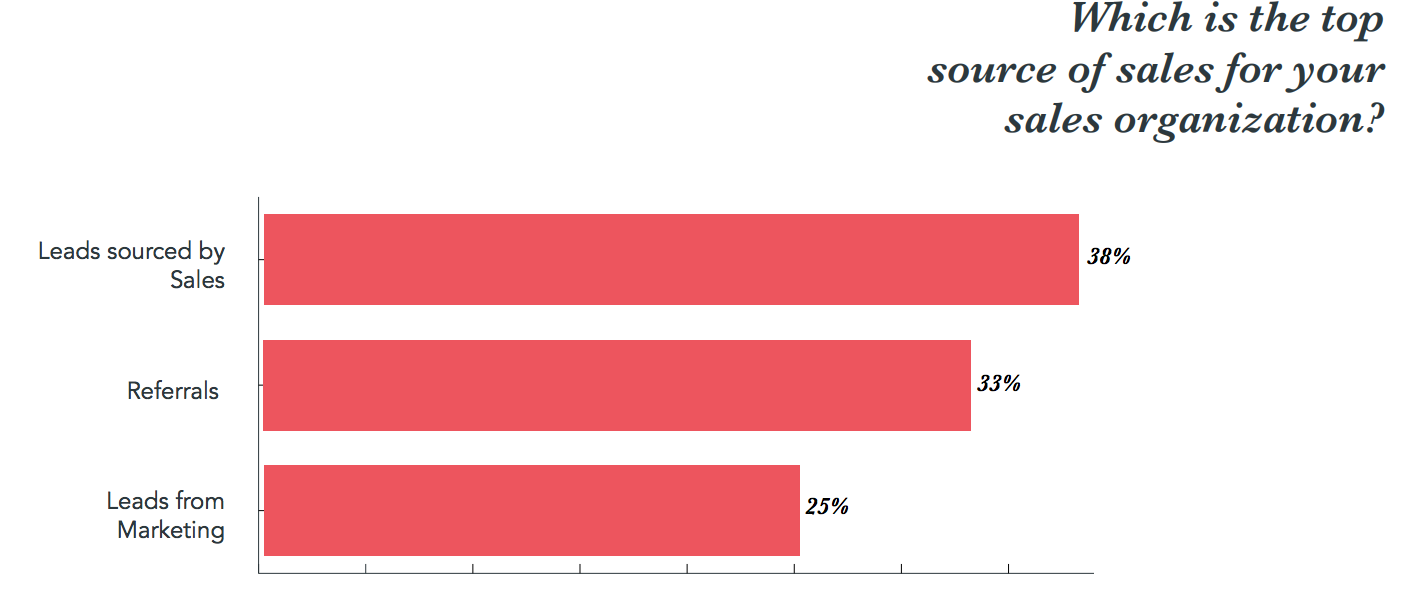 Which is the top
source of sales for your
sales organization?
Leads sourced by
Sales
38%
Referrals
33%
Leads from
Marketing
25%